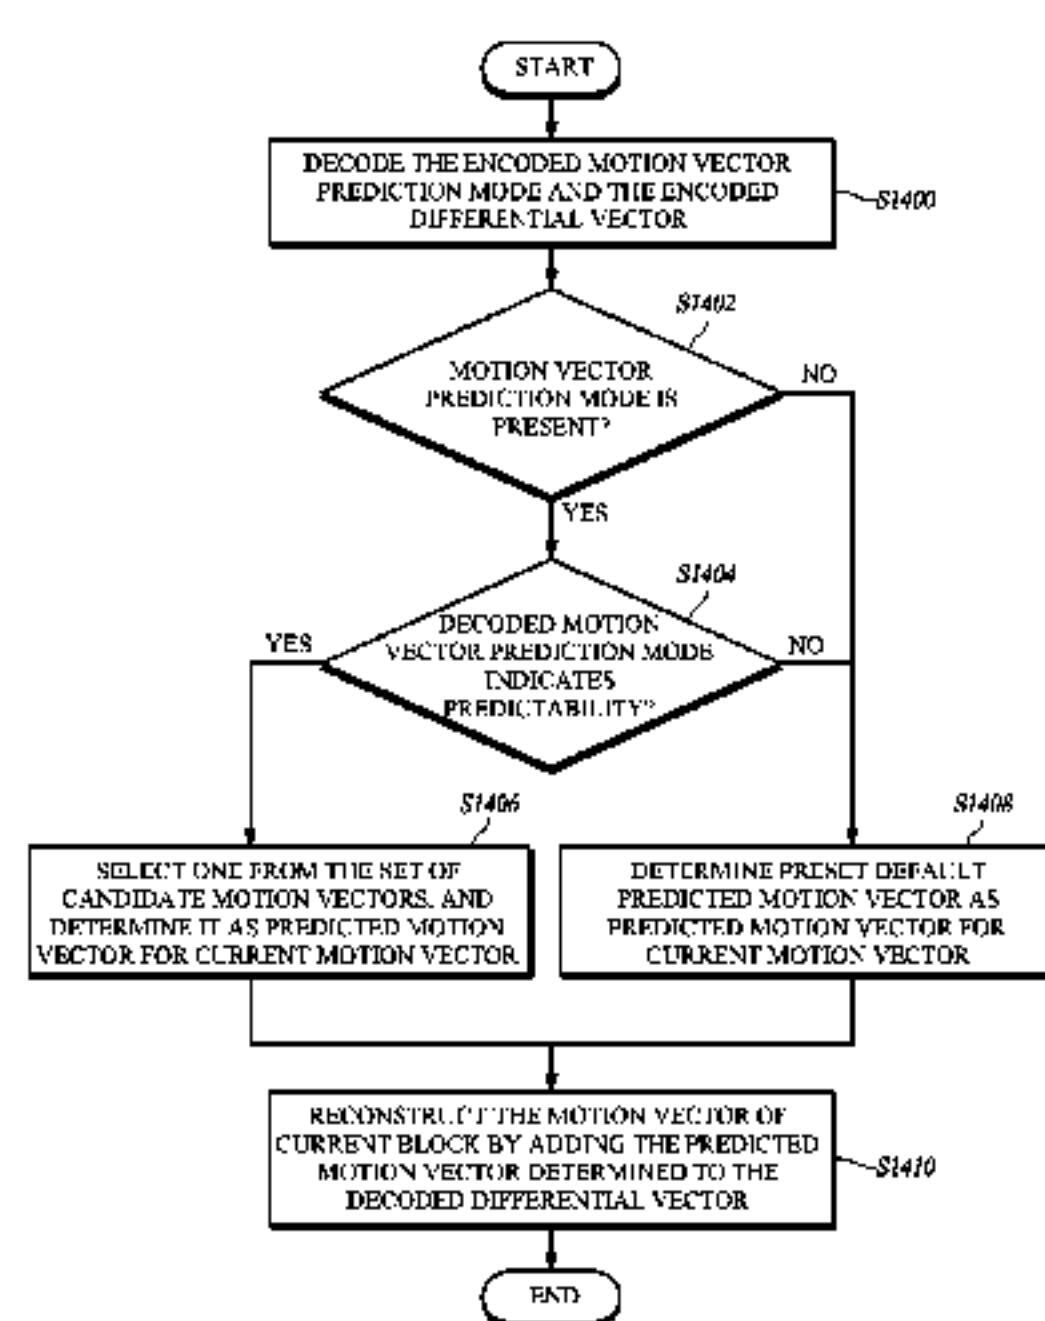 START
DECODE THE ENCODED MOTION VECTOR
PREDICTION MODE AND THE ENCODED
DIFFERENTIAL VECTOR
S1400
S1402
MOTION VECTOR
PREDICTION MODE IS
PRESENT?
NO
YES
S1404
DECODED MOTION
VECTOR PREDICTION MODE
INDICATES
PREDICTABILITY?
YES
NO
S1406
SELECT ONE FROM THE SET OF
CANDIDATE MOTION VECTORS, AND
DETERMINE IT AS PREDICTED MOTION
VECTOR FOR CURRENT MOTION VECTOR
S1408
DETERMINE PRESET DEFAULT
PREDICTED MOTION VECTOR AS
PREDICTED MOTION VECTOR FOR
CURRENT MOTION VECTOR
RECONSTRUCT THE MOTION VECTOR OF
CURRENT BLOCK BY ADDING THE PREDICTED
MOTION VECTOR DETERMINED TO THE
DECODED DIFFERENTIAL VECTOR
S1410
END